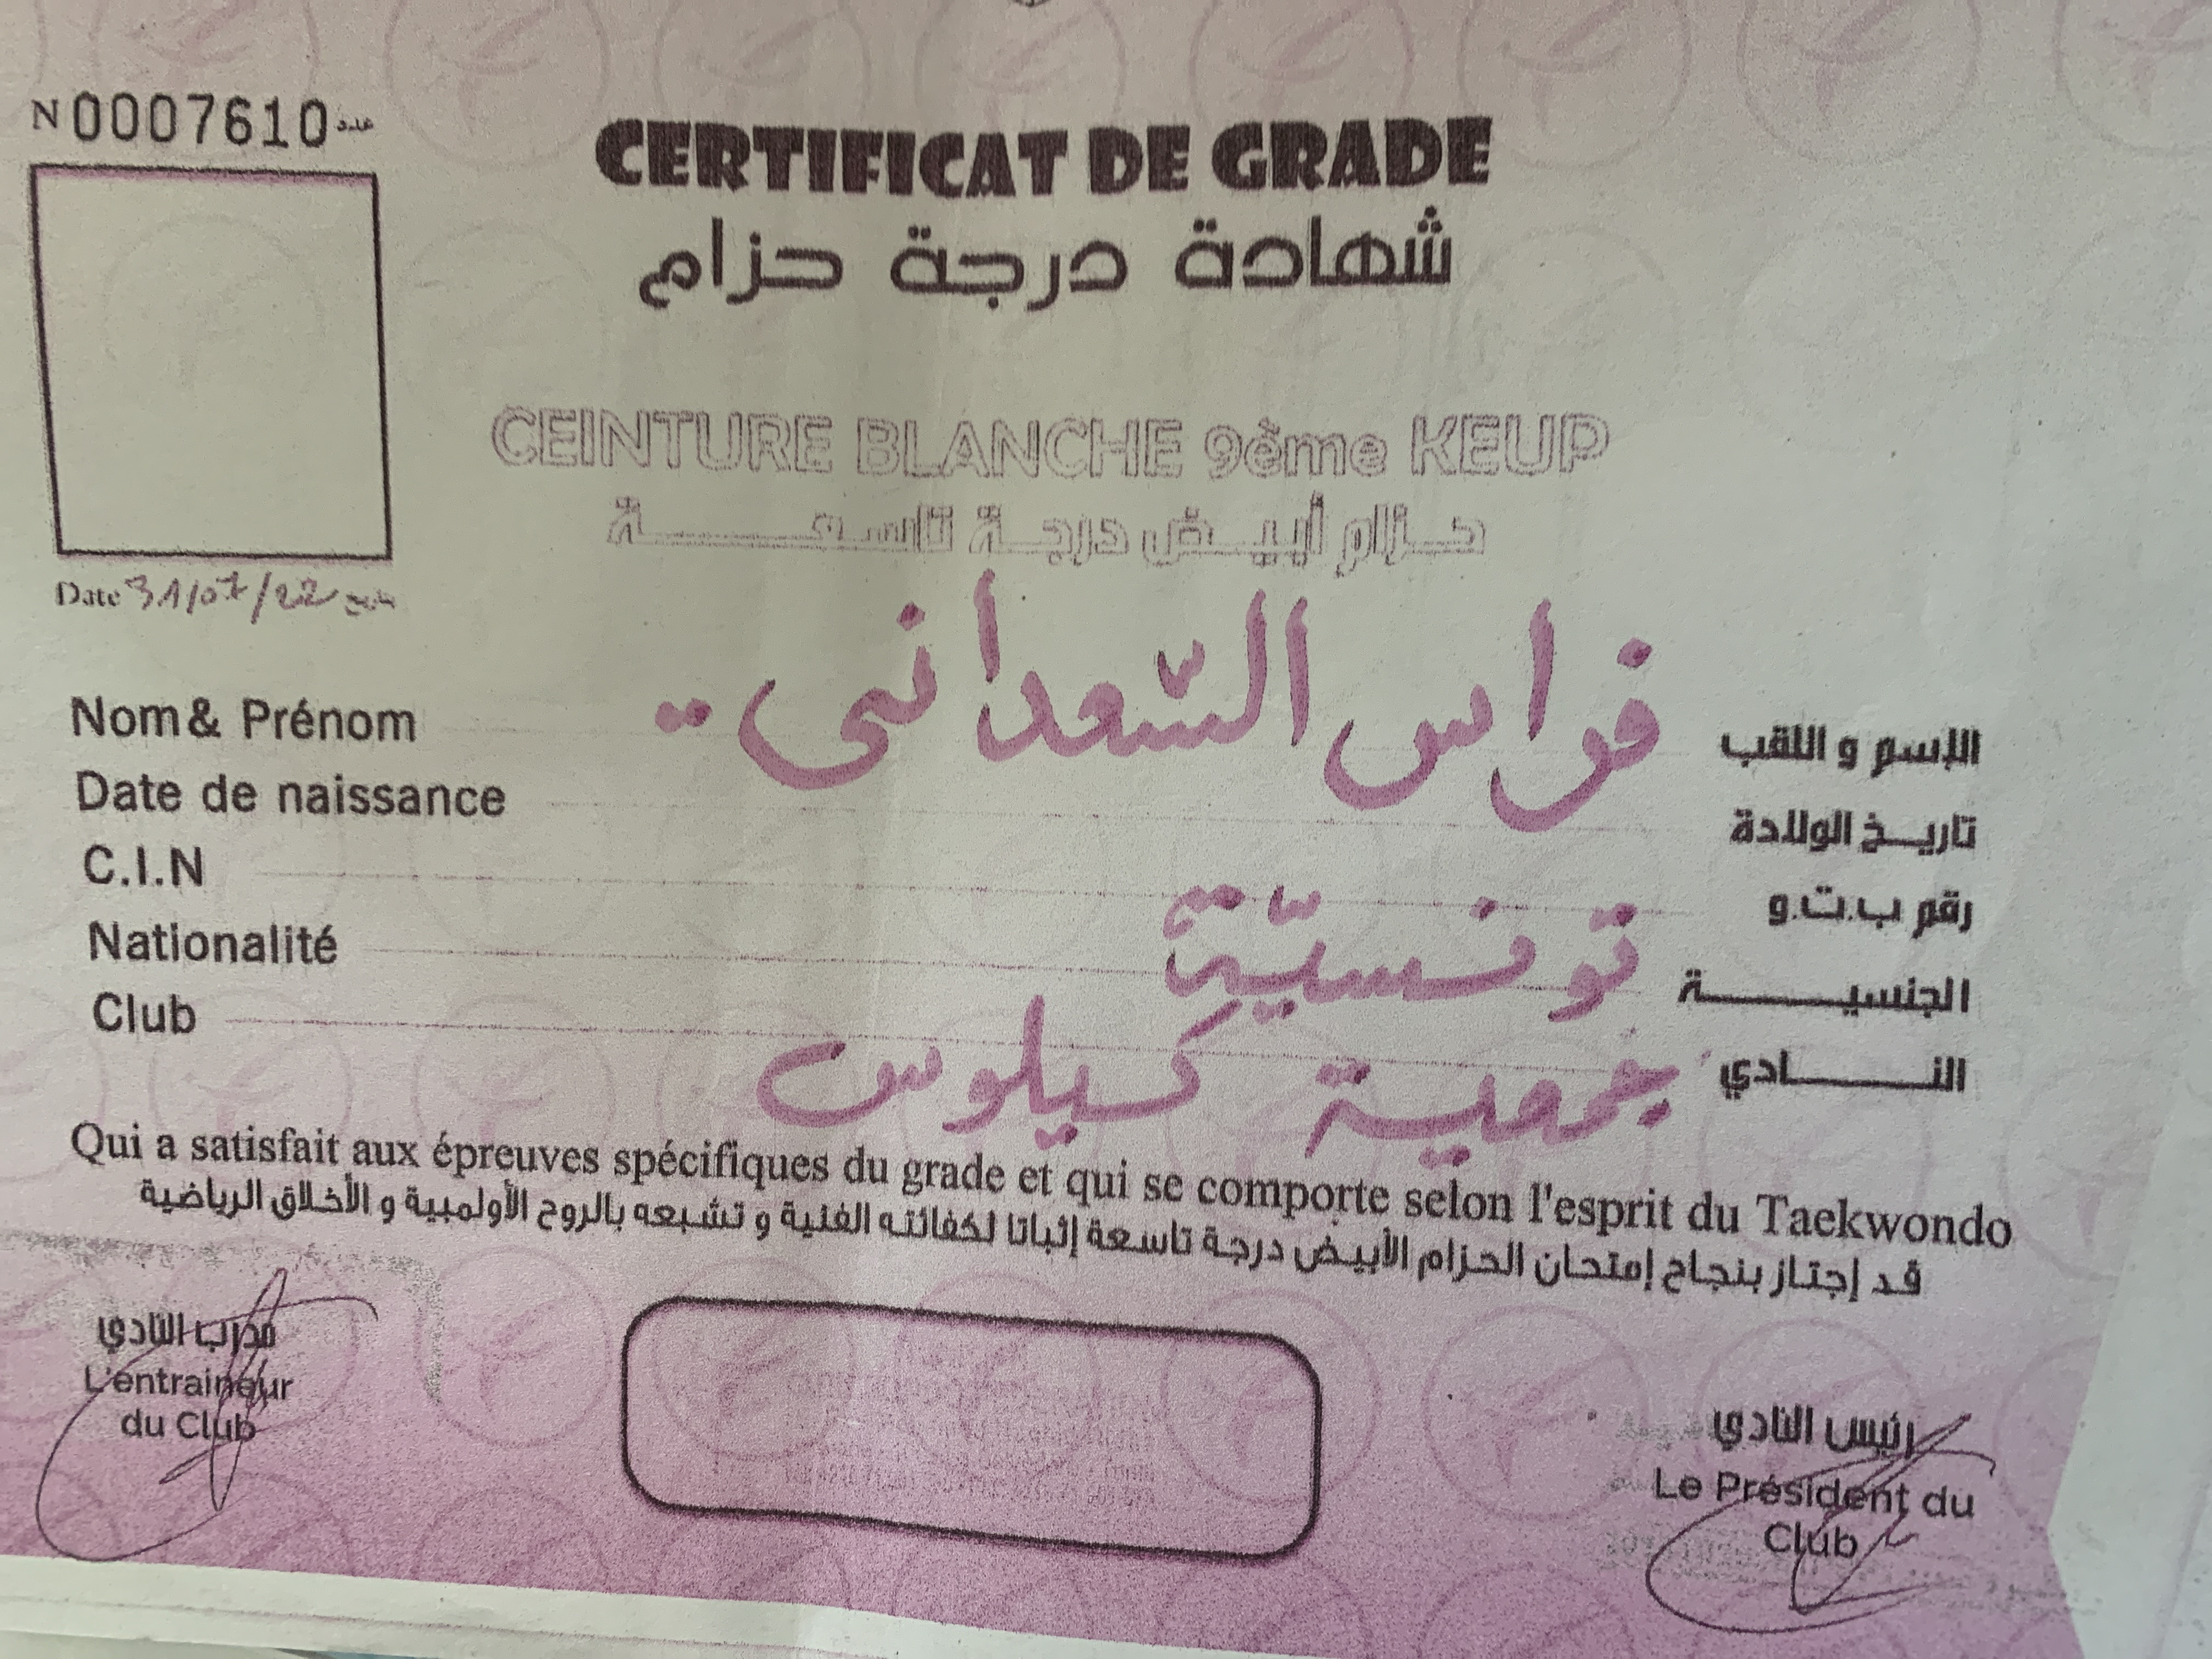 N 0007610 عدد
CERTIFICAT DE GRADE
شهادة درجة حزام
CEINTURE BLANCHE 9ème KEUP
حزام أبيض درجة تاسعة
Date 31/07/22 تاريخ
Nom& Prénom فراس السّعداني .. الإسم و اللقب
Date de naissance تاريخ الولادة
C.I.N رقم ب.ت.و
Nationalité تونسيّة الجنسية
Club جمعية كسيلوس النادي
Qui a satisfait aux épreuves spécifiques du grade et qui se comporte selon l'esprit du Taekwondo
قد إجتاز بنجاح إمتحان الحزام الأبيض درجة تاسعة إثباتا لكفائته الفنية و تشبعه بالروح الأولمبية و الأخلاق الرياضية
مدرب النادي
L'entraineur
du Club
رئيس النادي
Le Président du
Club